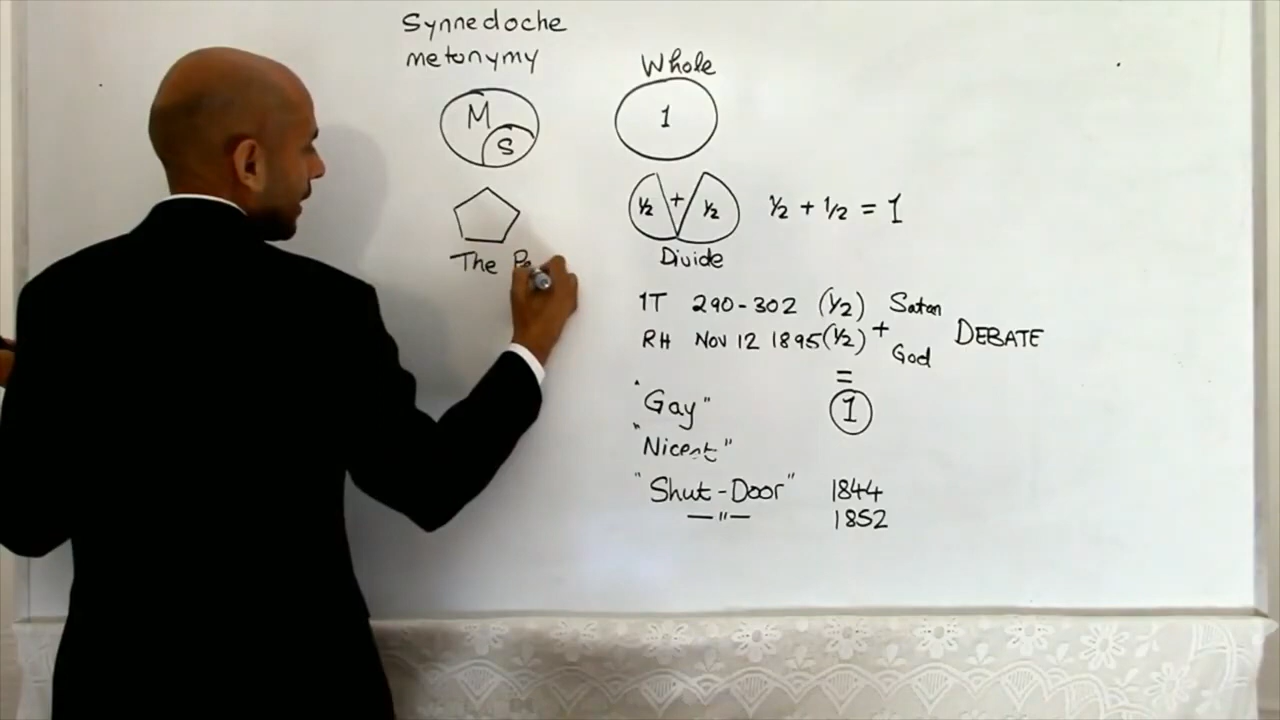 Synnedoche
metonymy
M
S
The Pe
Whole
1
½ + ½
½ + ½ = 1
Divide
1T 290-302 (½) Satan
RH Nov 12 1895 (½) + God
DEBATE
=
1
"Gay"
"Nicest"
"Shut-Door" 1844
—"— 1852